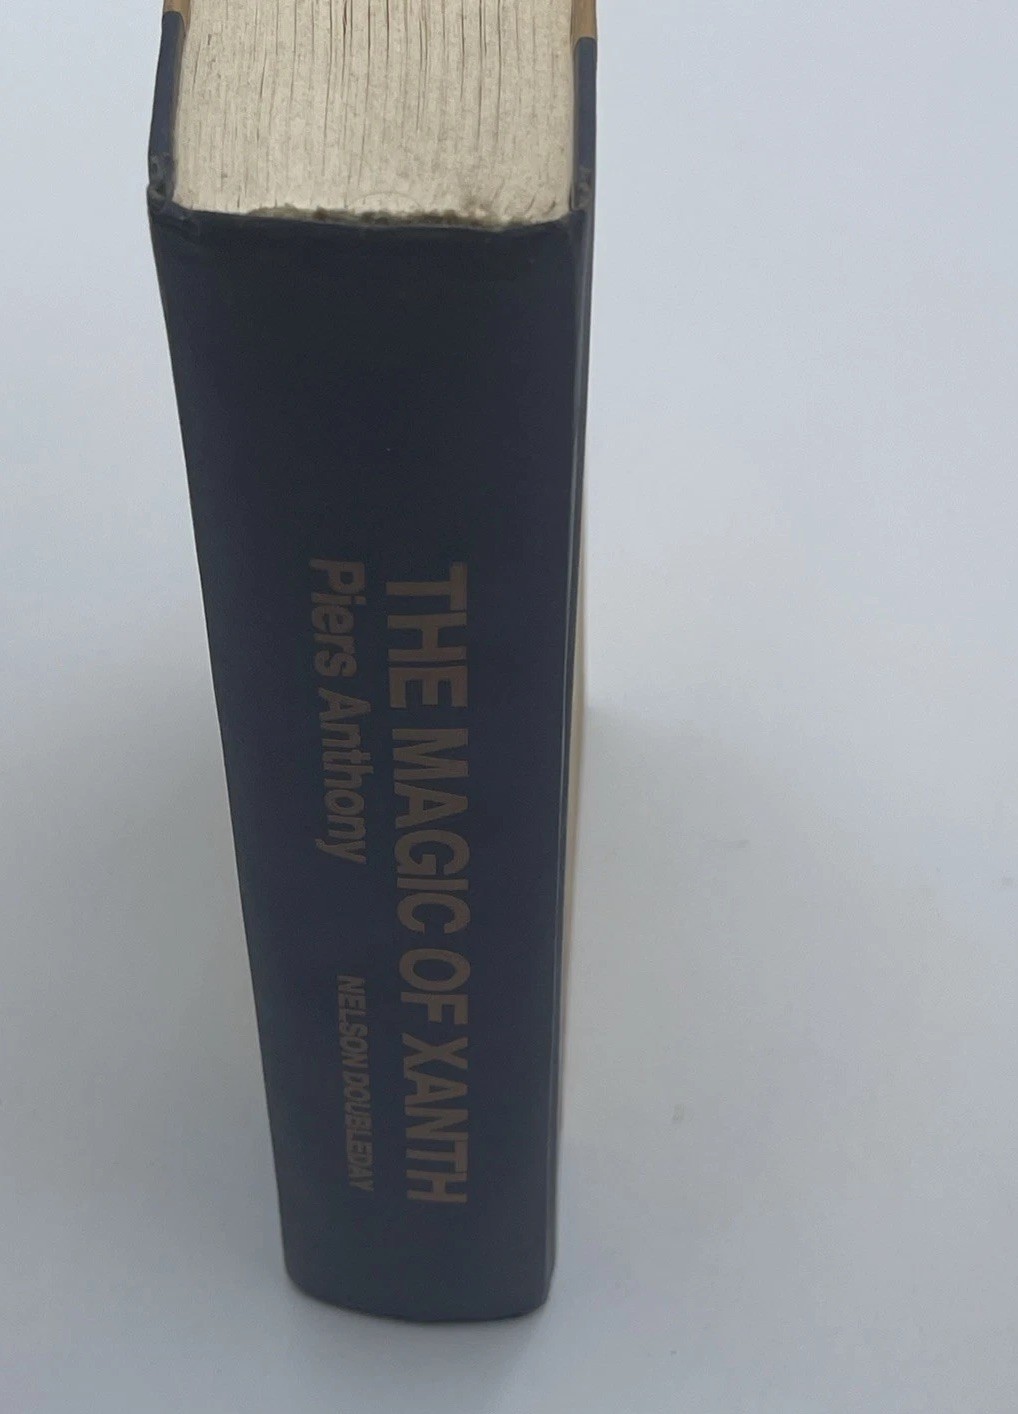 THE MAGIC OF XANTH
Piers Anthony
NELSON DOUBLEDAY